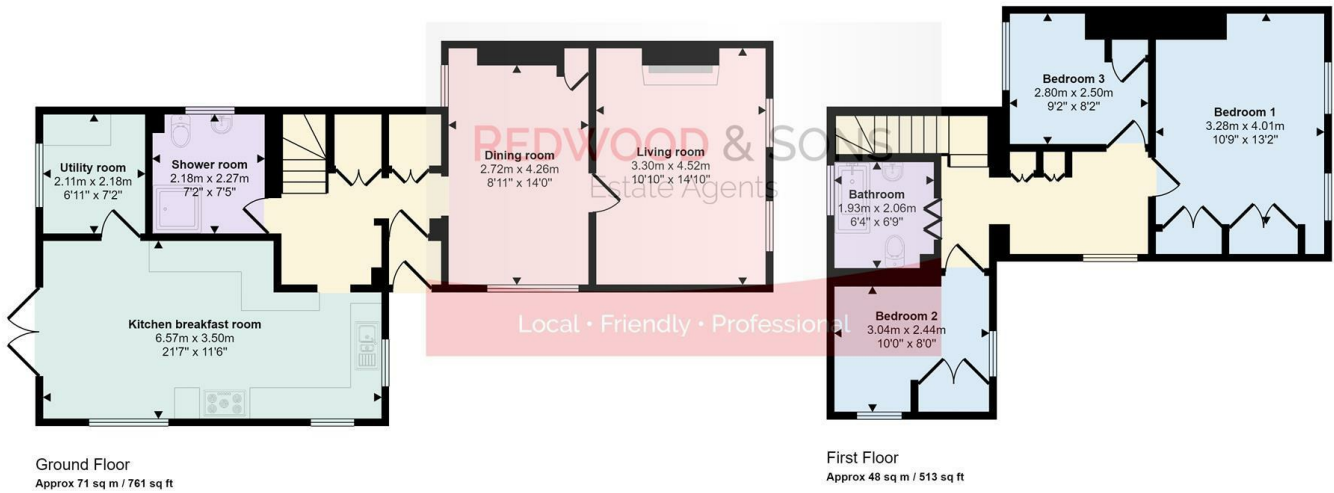 REDWOOD & SONS
Estate Agents
Local • Friendly • Professional
Utility room
2.11m x 2.18m
6'11" x 7'2"
Shower room
2.18m x 2.27m
7'2" x 7'5"
Dining room
2.72m x 4.26m
8'11" x 14'0"
Living room
3.30m x 4.52m
10'10" x 14'10"
Kitchen breakfast room
6.57m x 3.50m
21'7" x 11'6"
Ground Floor
Approx 71 sq m / 761 sq ft
Bedroom 3
2.80m x 2.50m
9'2" x 8'2"
Bedroom 1
3.28m x 4.01m
10'9" x 13'2"
Bathroom
1.93m x 2.06m
6'4" x 6'9"
Bedroom 2
3.04m x 2.44m
10'0" x 8'0"
First Floor
Approx 48 sq m / 513 sq ft